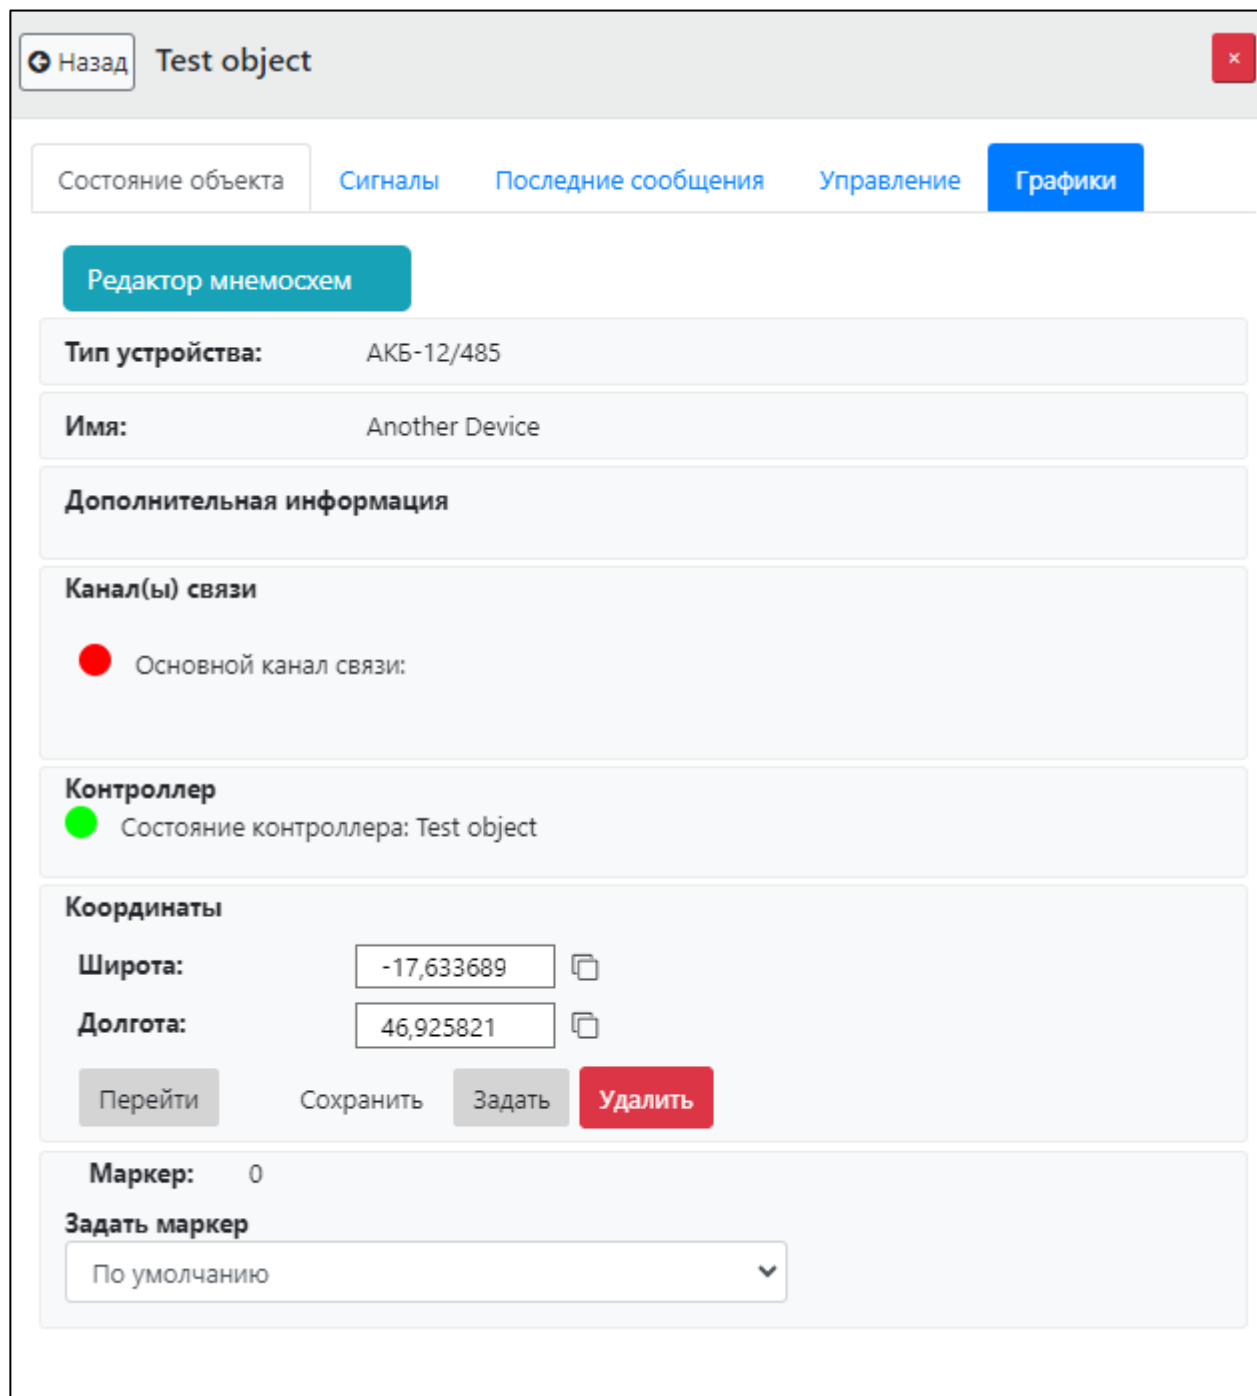 Назад Test object ×
Состояние объекта Сигналы Последние сообщения Управление Графики
Редактор мнемосхем
Тип устройства: АКБ-12/485
Имя: Another Device
Дополнительная информация
Канал(ы) связи
Основной канал связи:
Контроллер
Состояние контроллера: Test object
Координаты
Широта: -17,633689
Долгота: 46,925821
Перейти Сохранить Задать Удалить
Маркер: 0
Задать маркер
По умолчанию